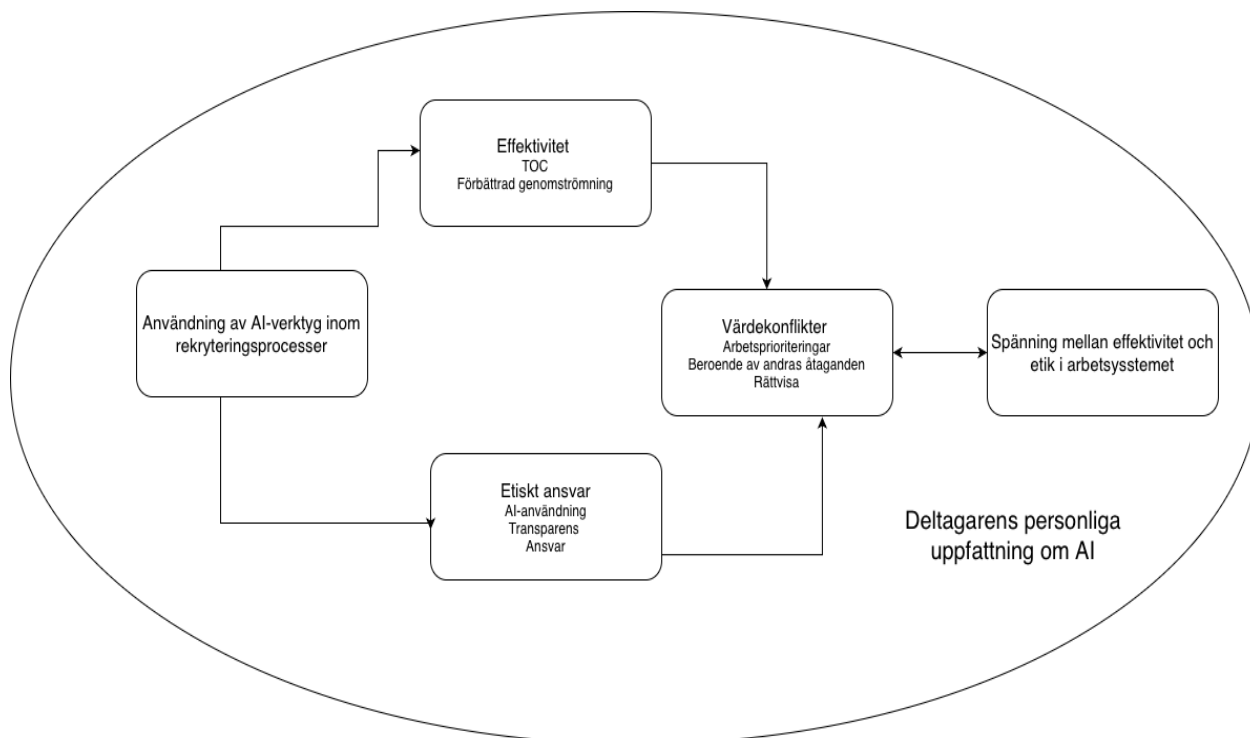 Effektivitet
TOC
Förbättrad genomströmning
Användning av AI-verktyg inom
rekryteringsprocesser
Värdekonflikter
Arbetsprioriteringar
Beroende av andras åtaganden
Rättvisa
Spänning mellan effektivitet och
etik i arbetsysstemet
Etiskt ansvar
AI-användning
Transparens
Ansvar
Deltagarens personliga
uppfattning om AI